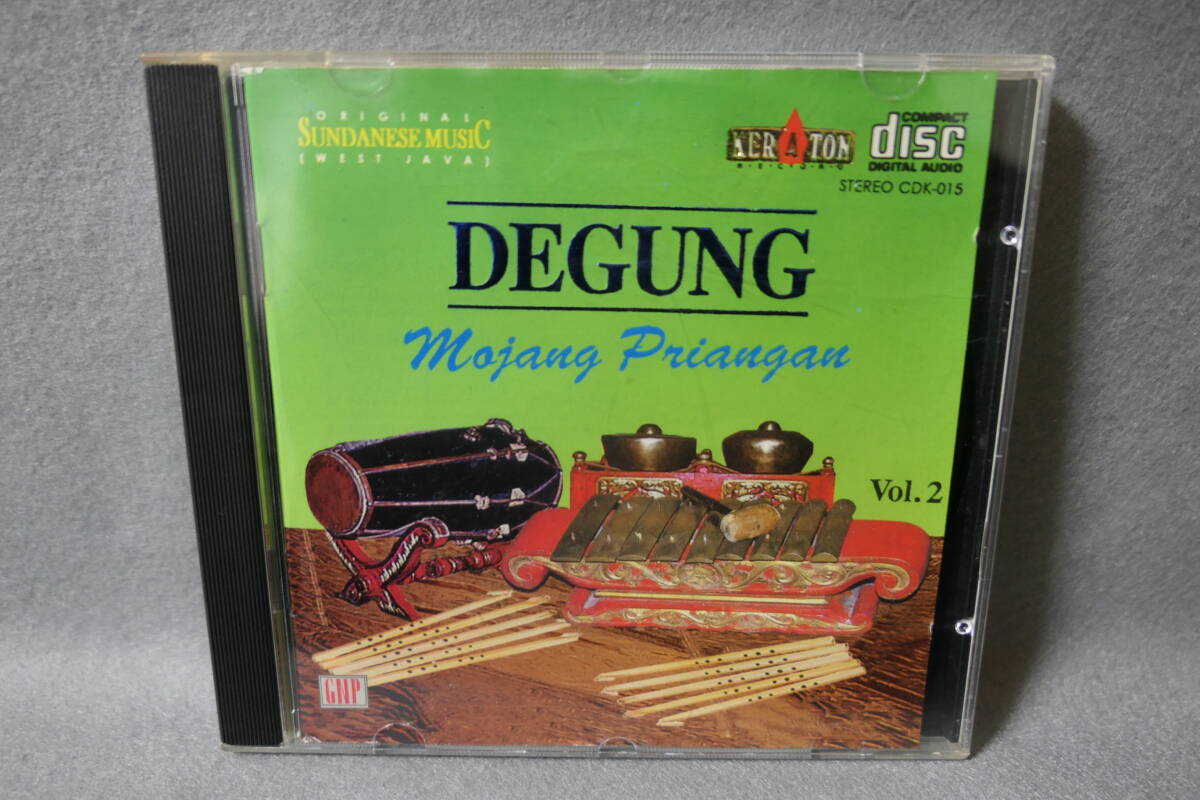 ORIGINAL
SUNDANESE MUSIC
(WEST JAVA)
KERATON
RECORD
COMPACT
disc
DIGITAL AUDIO
STEREO CDK-015
DEGUNG
Mojang Priangan
Vol. 2
GNP